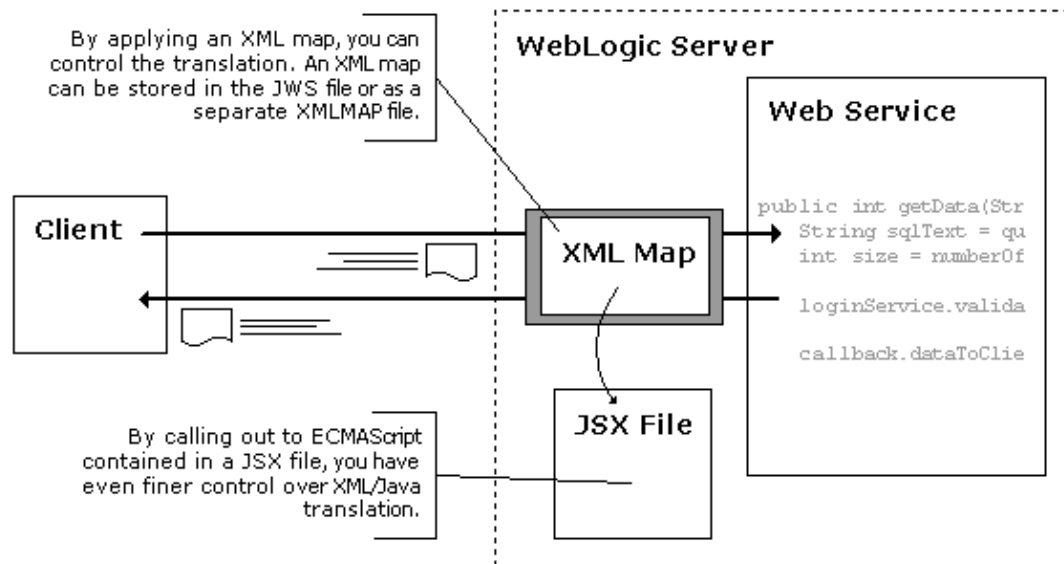 By applying an XML map, you can
control the translation. An XML map
can be stored in the JWS file or as a
separate XMLMAP file.
WebLogic Server
Web Service
public int getData(Str
String sqlText = qu
int size = numberOf
loginService.valida
callback.dataToClie
Client
XML Map
JSX File
By calling out to ECMAScript
contained in a JSX file, you have
even finer control over XML/Java
translation.